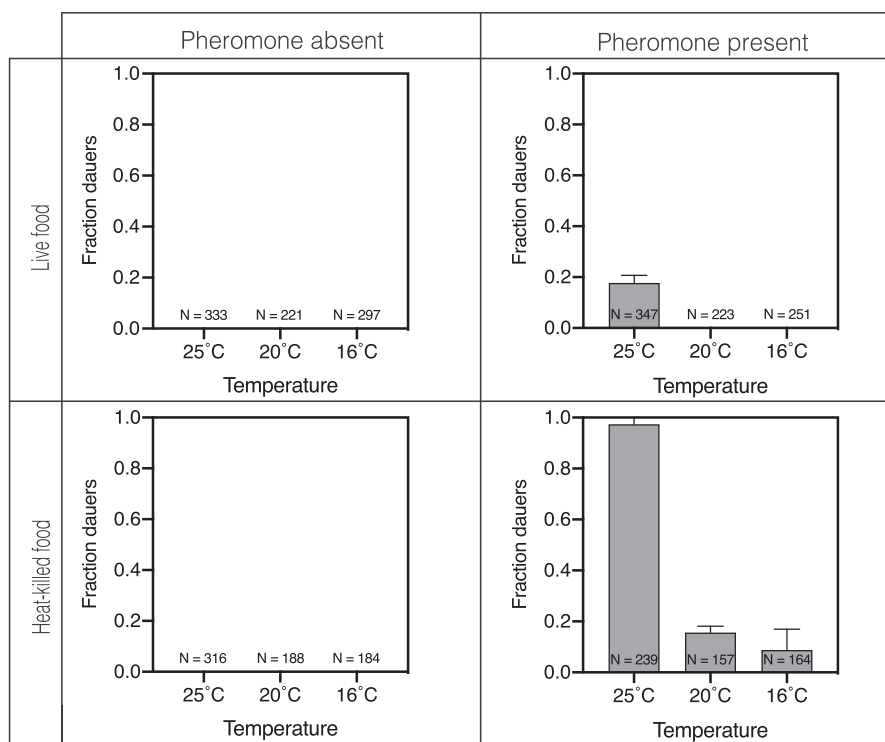 Pheromone absent
Pheromone present
Live food
Fraction dauers
1.0
0.8
0.6
0.4
0.2
0.0
N = 333 N = 221 N = 297
25˚C 20˚C 16˚C
Temperature
Fraction dauers
1.0
0.8
0.6
0.4
0.2
0.0
N = 347 N = 223 N = 251
25˚C 20˚C 16˚C
Temperature
Heat-killed food
Fraction dauers
1.0
0.8
0.6
0.4
0.2
0.0
N = 316 N = 188 N = 184
25˚C 20˚C 16˚C
Temperature
Fraction dauers
1.0
0.8
0.6
0.4
0.2
0.0
N = 239 N = 157 N = 164
25˚C 20˚C 16˚C
Temperature